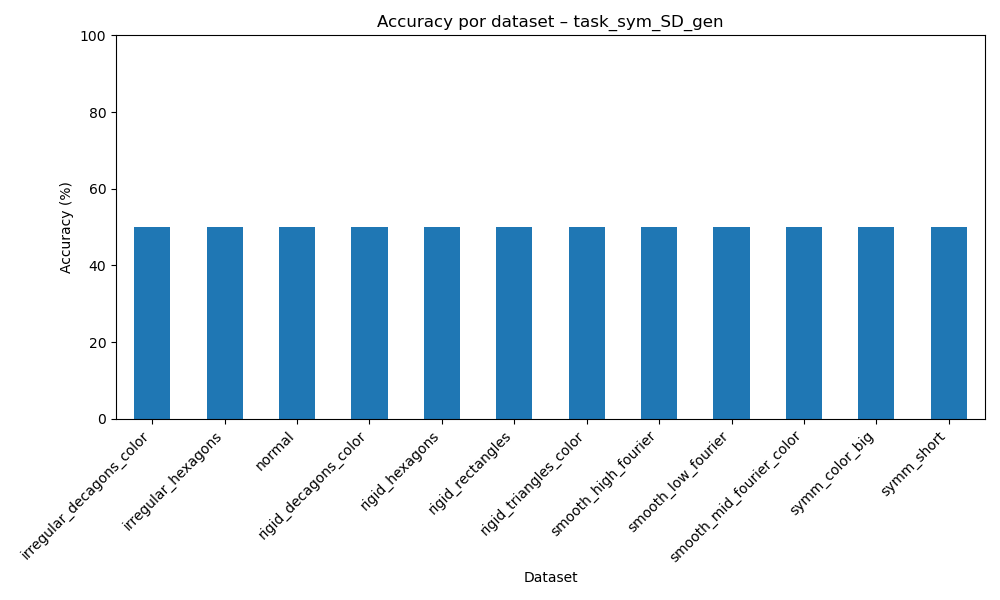 Accuracy por dataset – task_sym_SD_gen
Accuracy (%)
100
80
60
40
20
0
irregular_decagons_color
irregular_hexagons
normal
rigid_decagons_color
rigid_hexagons
rigid_rectangles
rigid_triangles_color
smooth_high_fourier
smooth_low_fourier
smooth_mid_fourier_color
symm_color_big
symm_short
Dataset